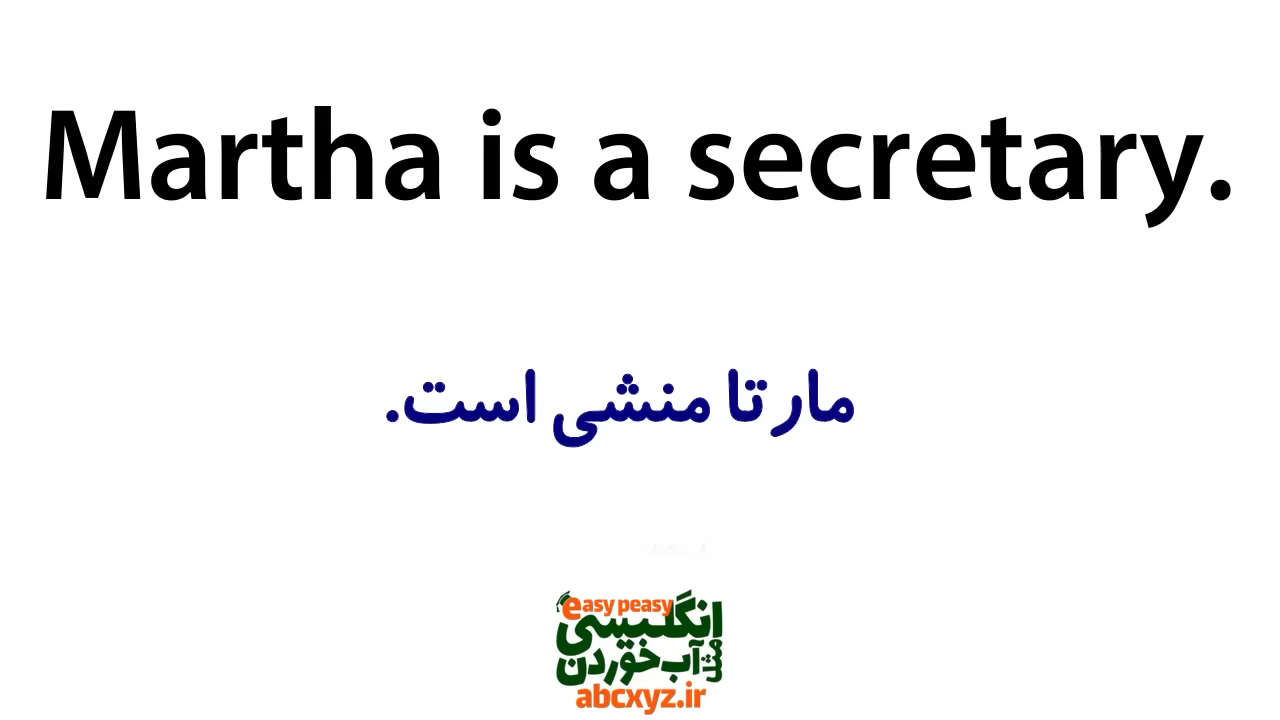 Martha is a secretary.
مارتا منشی است.
easy peasy
انگلیسی
مثل آب خوردن
abcxyz.ir